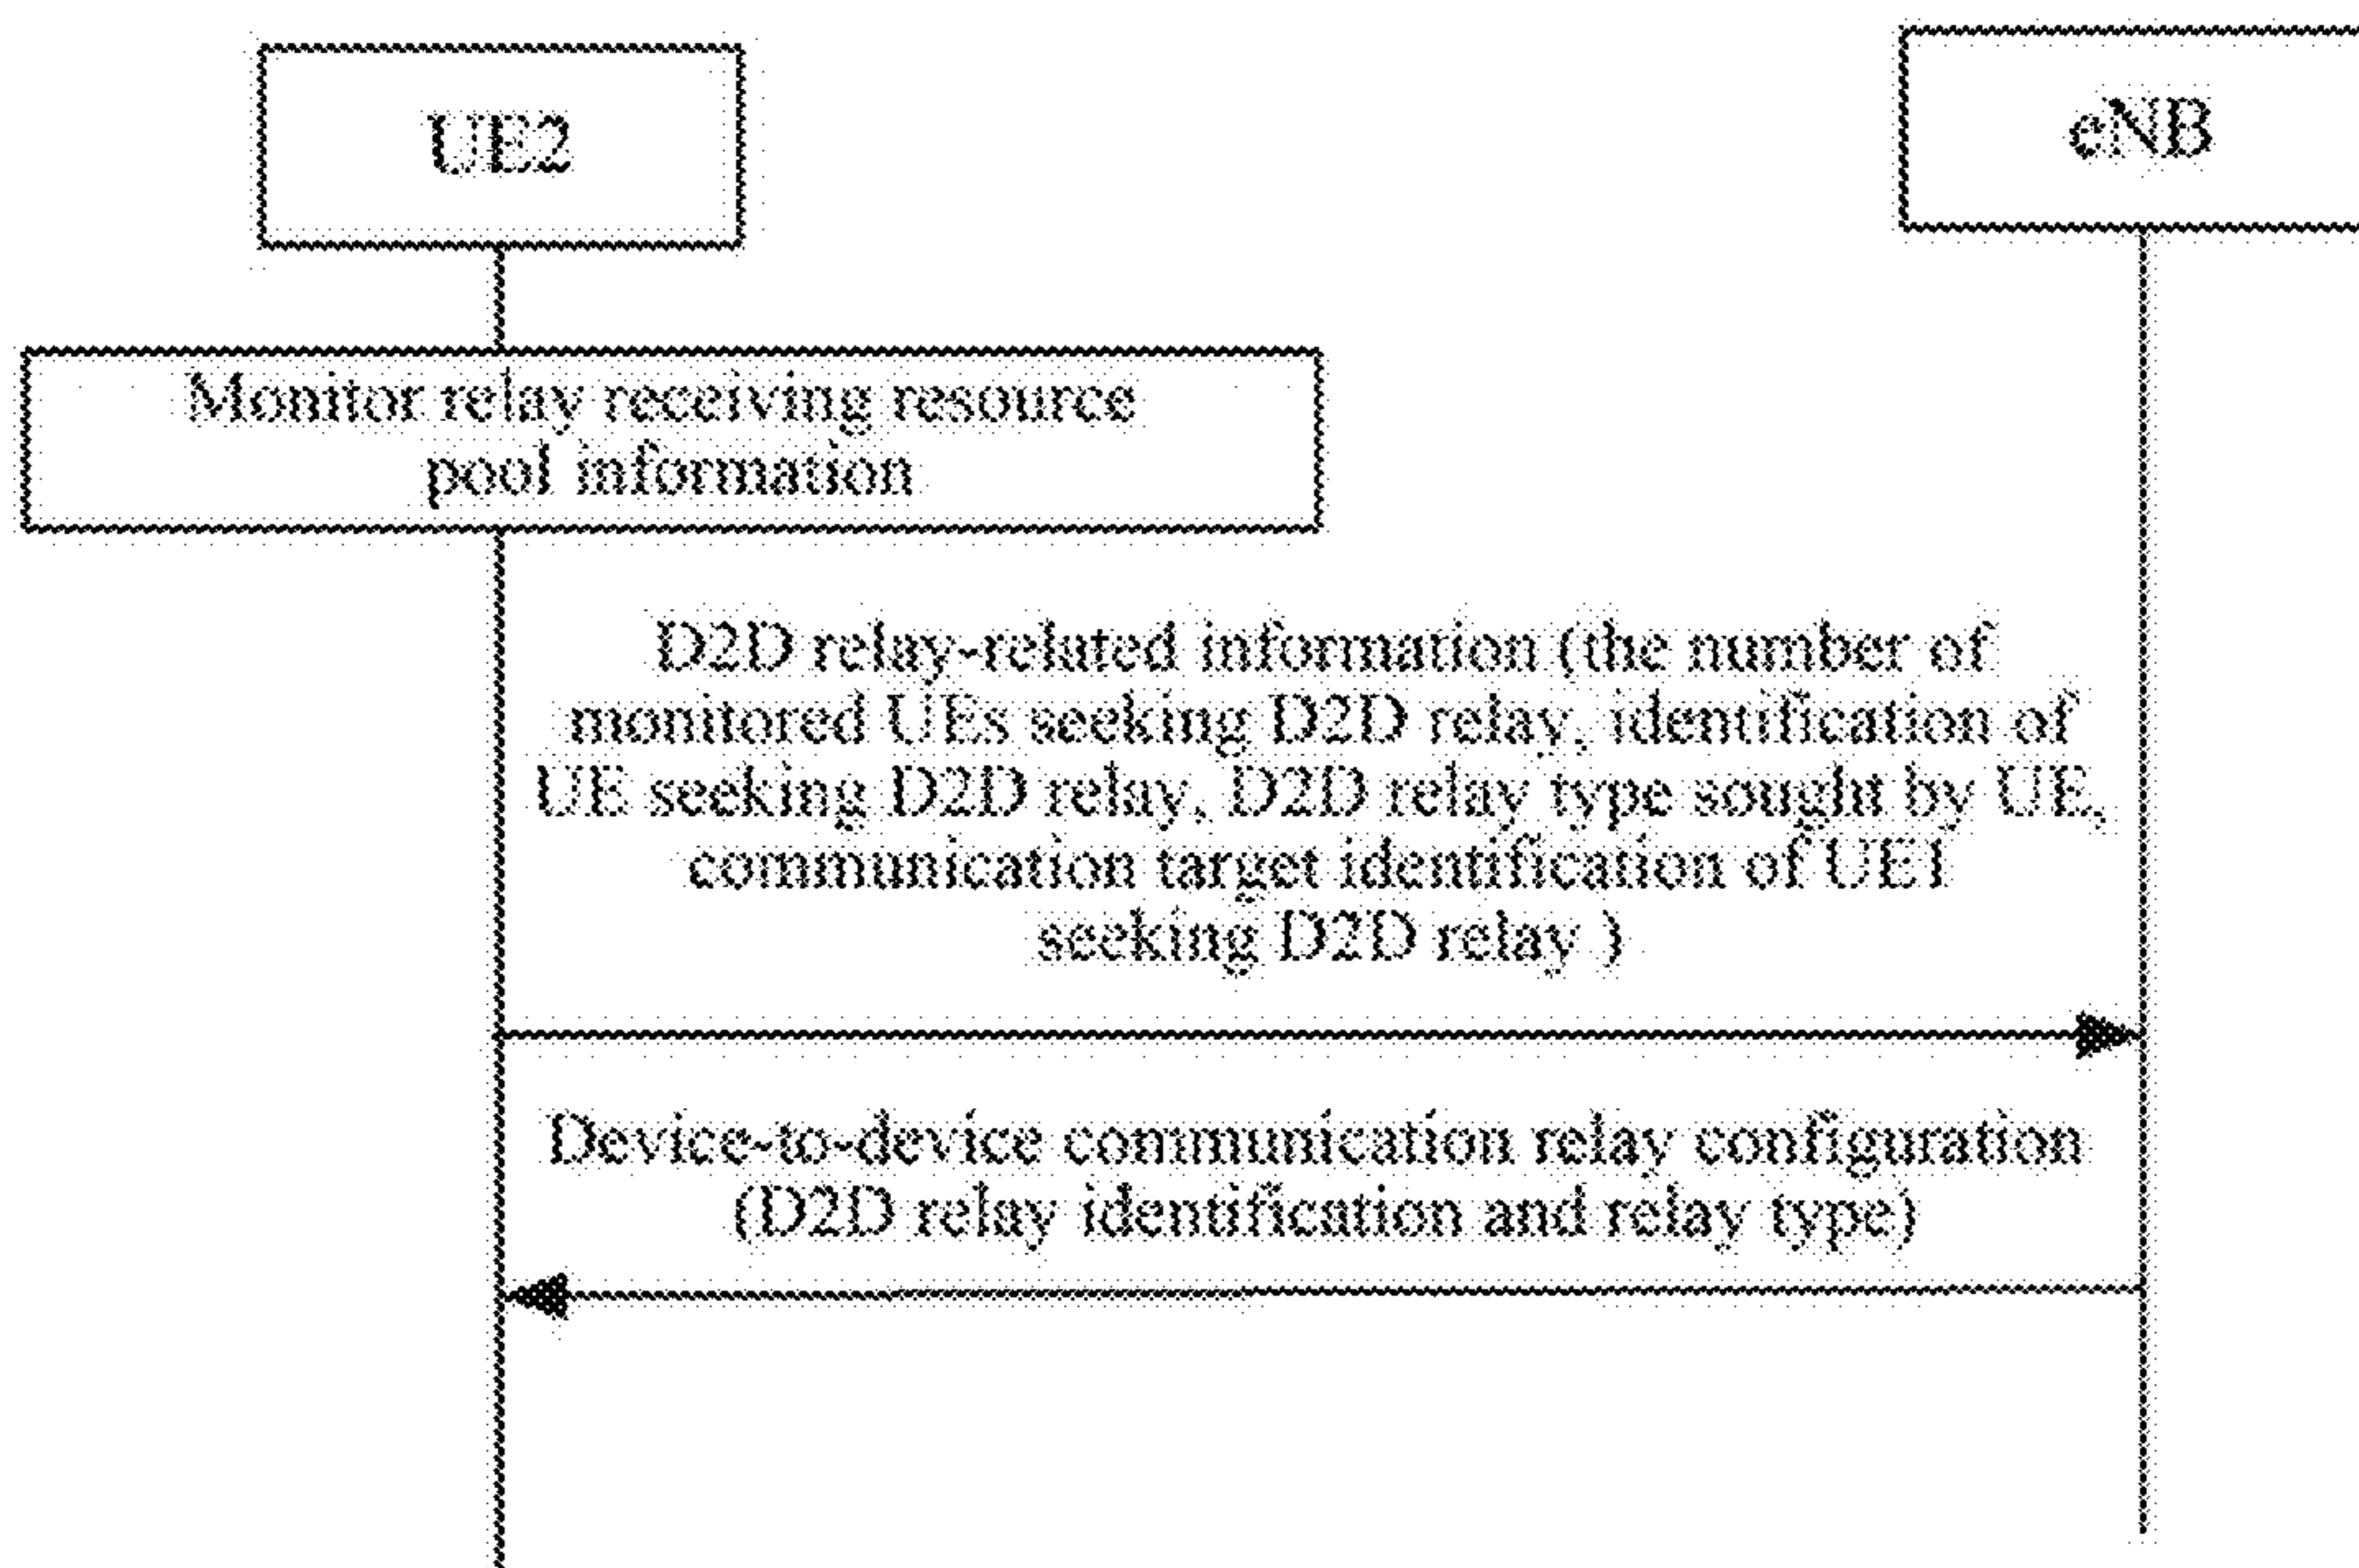 UE2
eNB
Monitor relay receiving resource
pool information
D2D relay-related information (the number of
monitored UEs seeking D2D relay, identification of
UE seeking D2D relay, D2D relay type sought by UE,
communication target identification of UE1
seeking D2D relay )
Device-to-device communication relay configuration
(D2D relay identification and relay type)